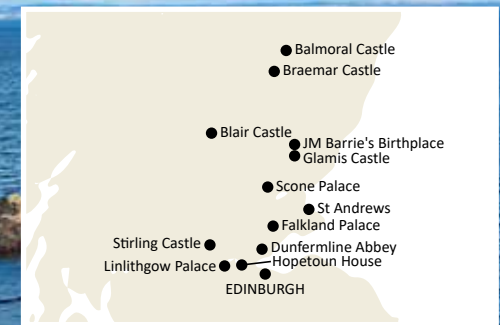 Balmoral Castle
Braemar Castle
Blair Castle
JM Barrie's Birthplace
Glamis Castle
Scone Palace
St Andrews
Falkland Palace
Stirling Castle
Dunfermline Abbey
Linlithgow Palace
Hopetoun House
EDINBURGH